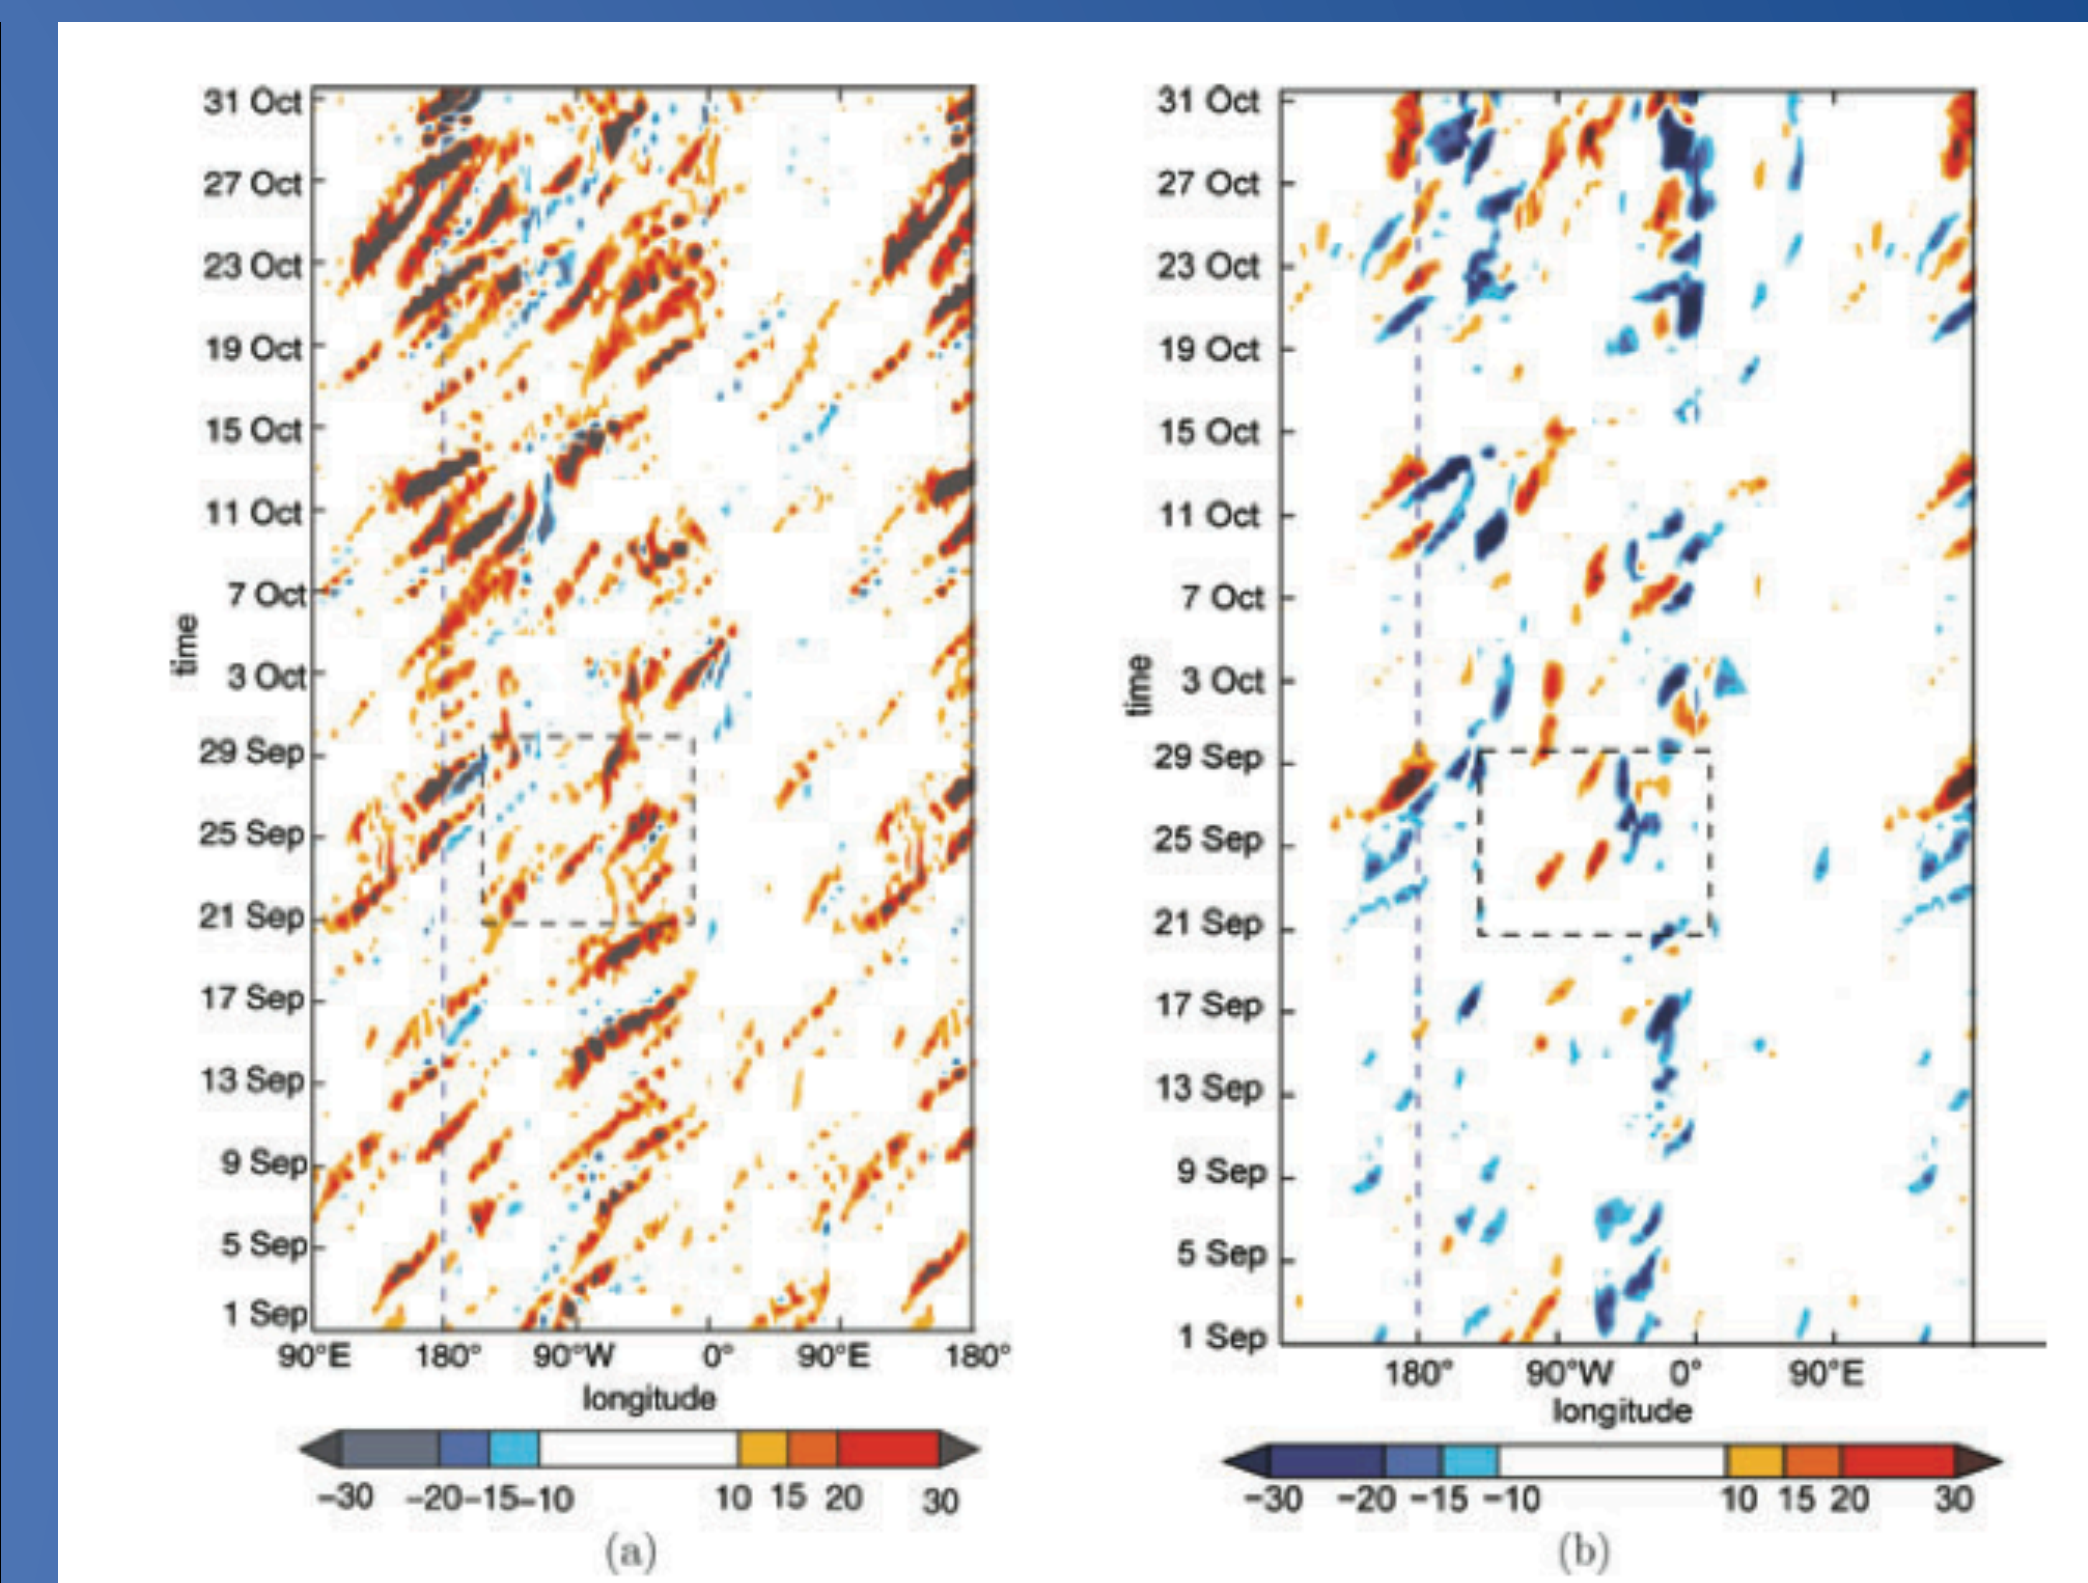 31 Oct
27 Oct
23 Oct
19 Oct
15 Oct
11 Oct
7 Oct
3 Oct
29 Sep
25 Sep
21 Sep
17 Sep
13 Sep
9 Sep
5 Sep
1 Sep
time
90°E 180° 90°W 0° 90°E 180°
longitude
−30 −20 −15 −10 10 15 20 30
(a)
31 Oct
27 Oct
23 Oct
19 Oct
15 Oct
11 Oct
7 Oct
3 Oct
29 Sep
25 Sep
21 Sep
17 Sep
13 Sep
9 Sep
5 Sep
1 Sep
time
180° 90°W 0° 90°E
longitude
−30 −20 −15 −10 10 15 20 30
(b)